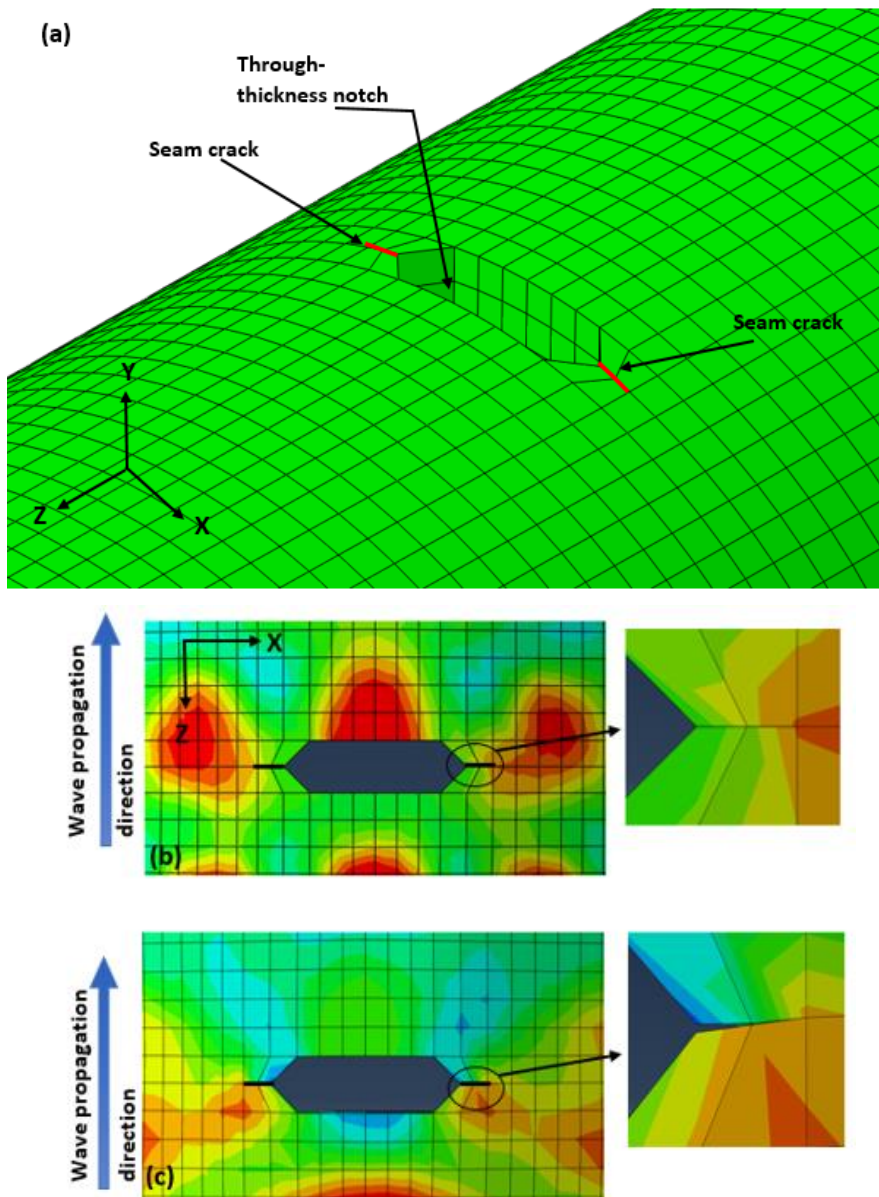 (a)
Through-
thickness notch
Seam crack
Seam crack
Y
Z
X
Wave propagation
direction
X
Z
(b)
Wave propagation
direction
(c)